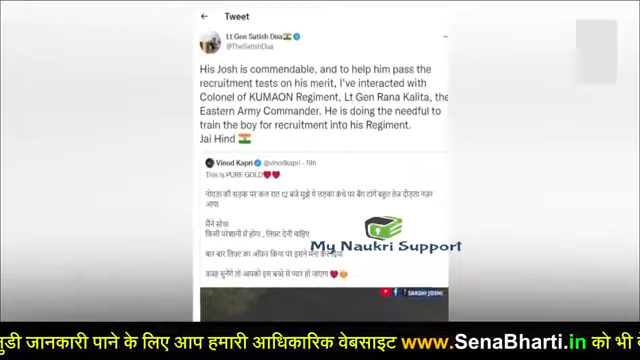 Tweet
Lt Gen Satish Dua🇮🇳
@TheSatishDua
His Josh is commendable, and to help him pass the
recruitment tests on his merit, I've interacted with
Colonel of KUMAON Regiment, Lt Gen Rana Kalita, the
Eastern Army Commander. He is doing the needful to
train the boy for recruitment into his Regiment.
Jai Hind 🇮🇳
Vinod Kapri @vinodkapri - 19h
This is PURE GOLD❤️❤️
नोएडा की सड़क पर कल रात 12 बजे मुझे ये लड़का कंधे पर बैग टांगें बहुत तेज दौड़ता नज़र
आया
मैंने सोचा
किसी परेशानी में होगा , लिफ़्ट देनी चाहिए
My Naukri Support
बार बार लिफ़्ट का ऑफ़र किया पर इसने मना कर दिया
वजह सुनेंगे तो आपको इस बच्चे से प्यार हो जाएगा ❤️😍
SAKSHI JOSHI
जुडी जानकारी पाने के लिए आप हमारी आधिकारिक वेबसाइट www.SenaBharti.in को भी